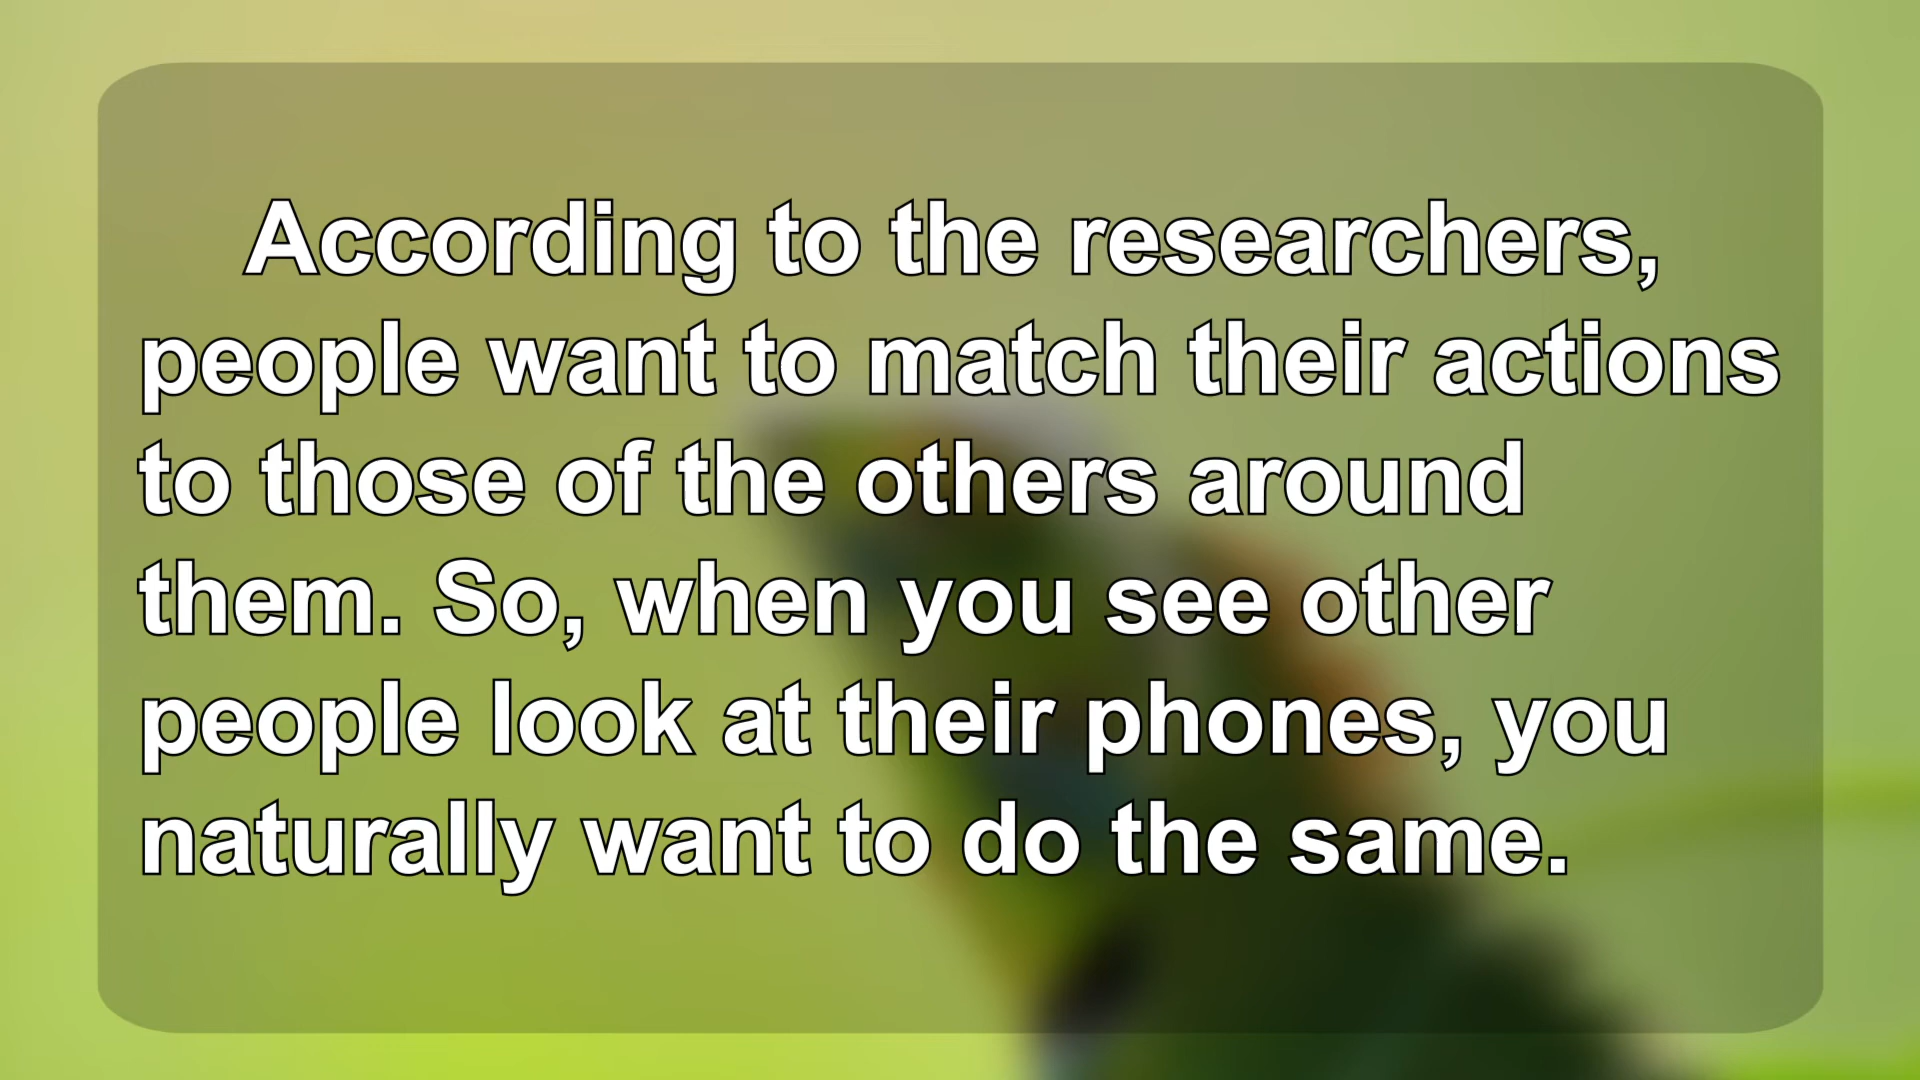 According to the researchers,
people want to match their actions
to those of the others around
them. So, when you see other
people look at their phones, you
naturally want to do the same.